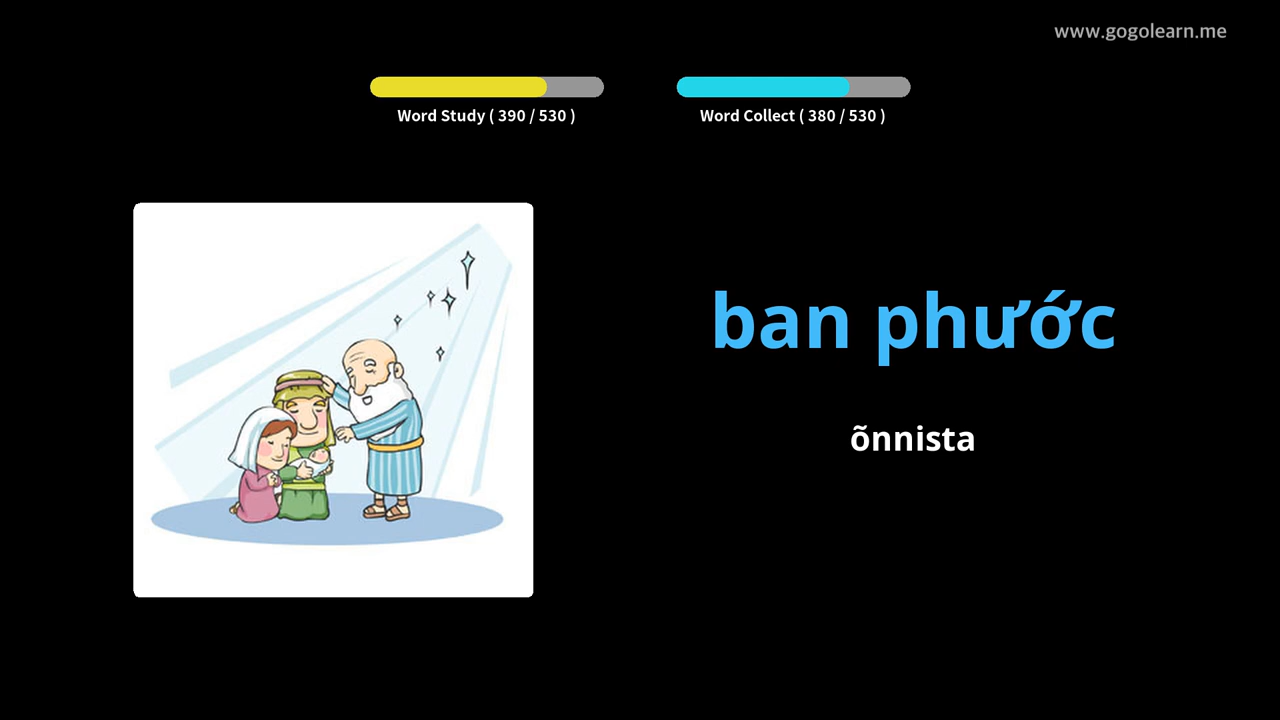 www.gogolearn.me
Word Study ( 390 / 530 )
Word Collect ( 380 / 530 )
ban phước
õnnista